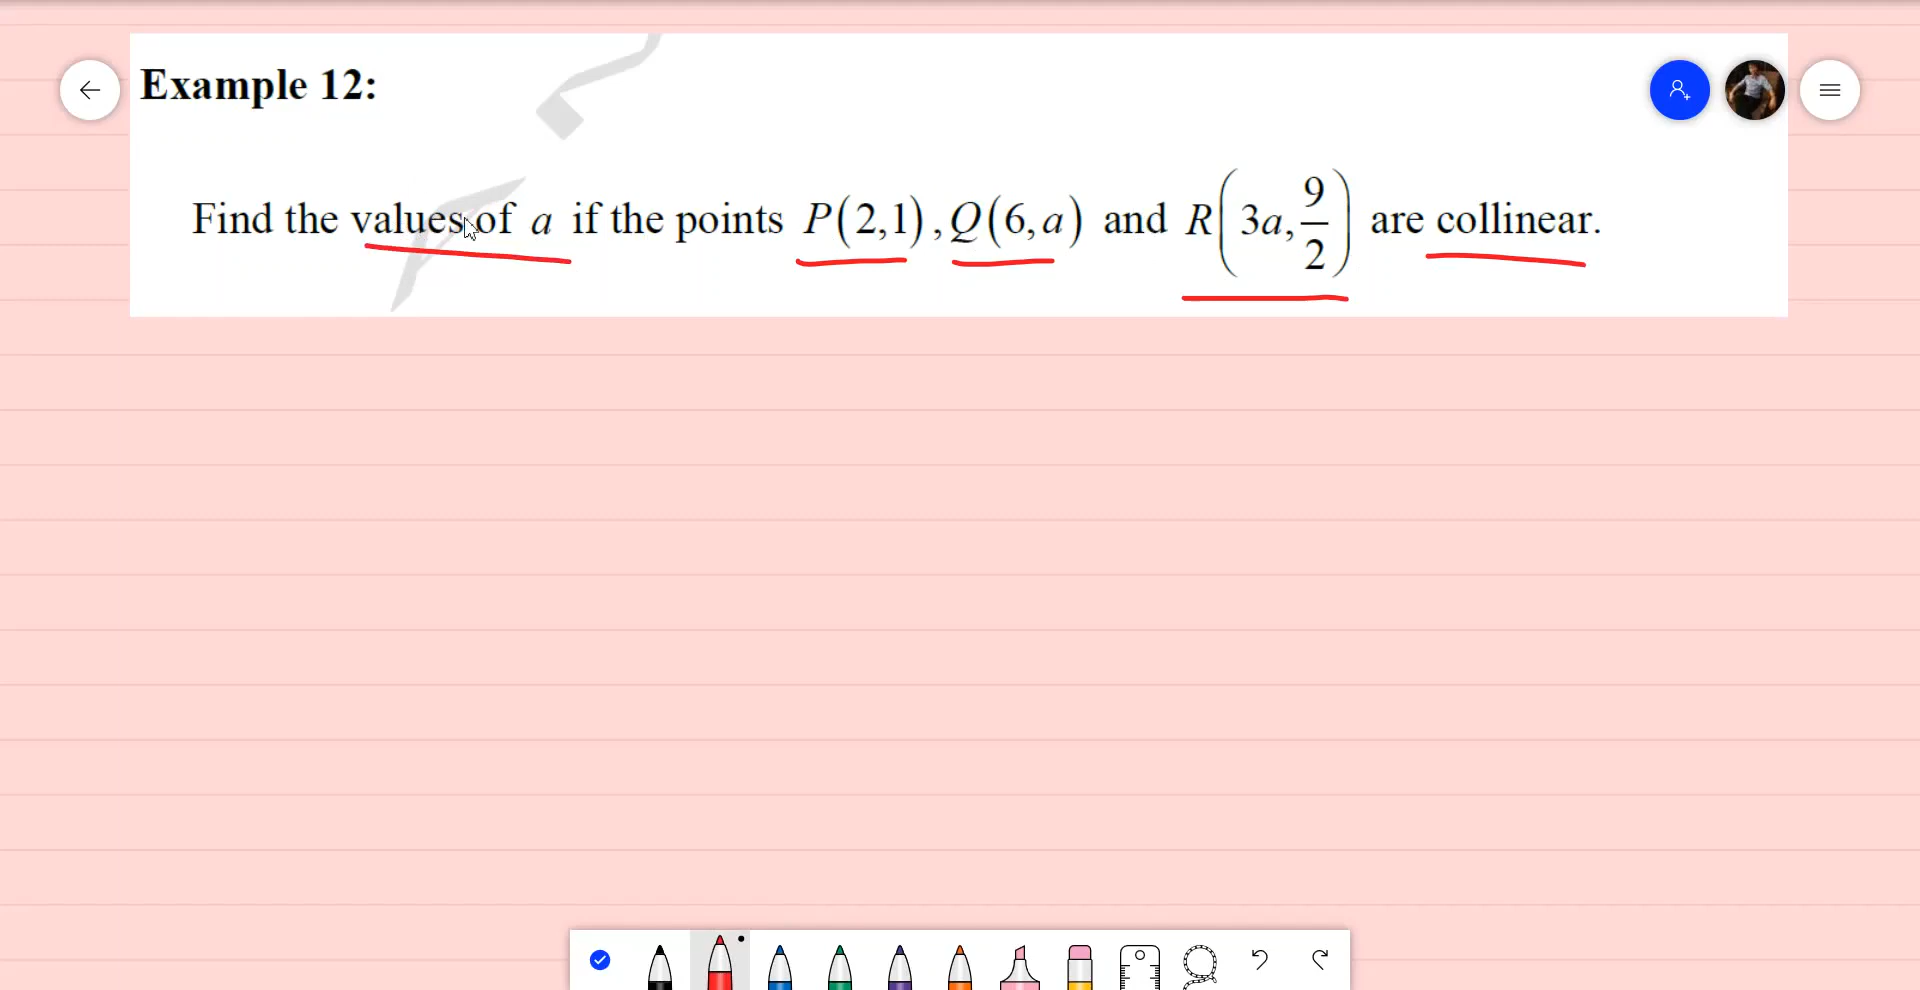 Example 12:
Find the values of a if the points P(2,1), Q(6,a) and R(3a, 9/2) are collinear.